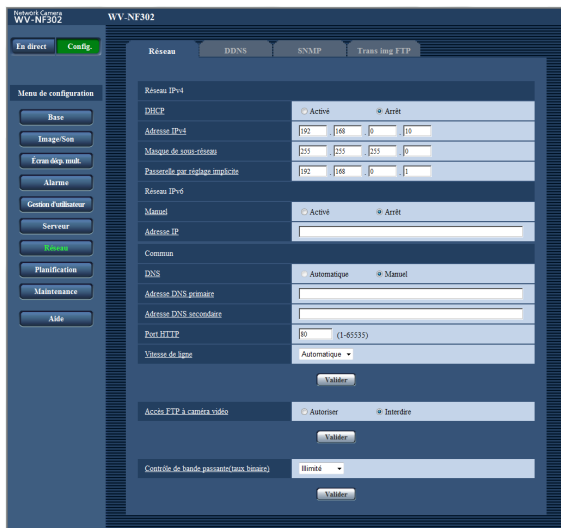 Network Camera
WV-NF302
WV-NF302
En direct
Config.
Réseau
DDNS
SNMP
Trans img FTP
Menu de configuration
Base
Image/Son
Écran dép. mult.
Alarme
Gestion d'utilisateur
Serveur
Réseau
Planification
Maintenance
Aide
Réseau IPv4
DHCP
Activé
Arrêt
Adresse IPv4
192 . 168 . 0 . 10
Masque de sous-réseau
255 . 255 . 255 . 0
Passerelle par réglage implicite
192 . 168 . 0 . 1
Réseau IPv6
Manuel
Activé
Arrêt
Adresse IP
Commun
DNS
Automatique
Manuel
Adresse DNS primaire
Adresse DNS secondaire
Port HTTP
80 (1-65535)
Vitesse de ligne
Automatique
Valider
Accès FTP à caméra vidéo
Autoriser
Interdire
Valider
Contrôle de bande passante(taux binaire)
Illimité
Valider